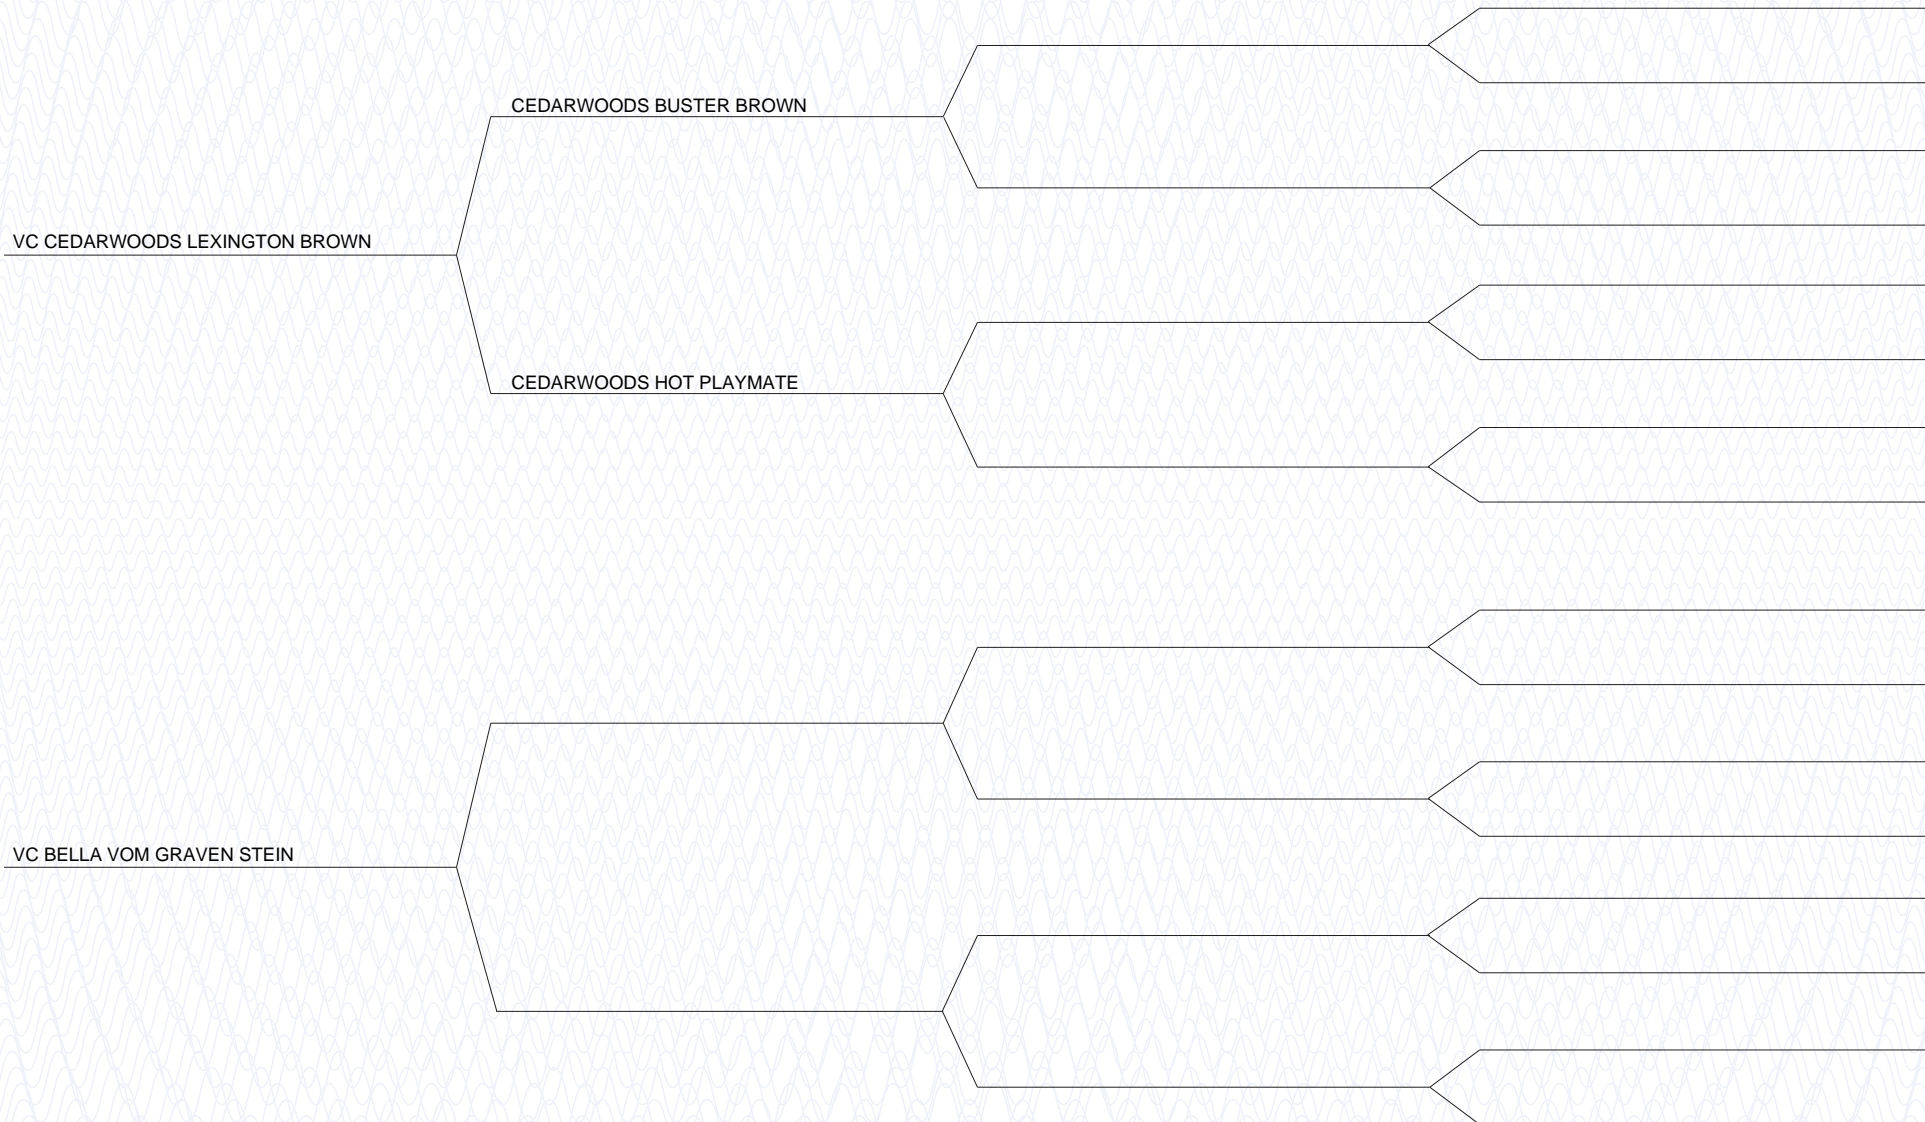 CEDARWOODS BUSTER BROWN
VC CEDARWOODS LEXINGTON BROWN
CEDARWOODS HOT PLAYMATE
VC BELLA VOM GRAVEN STEIN